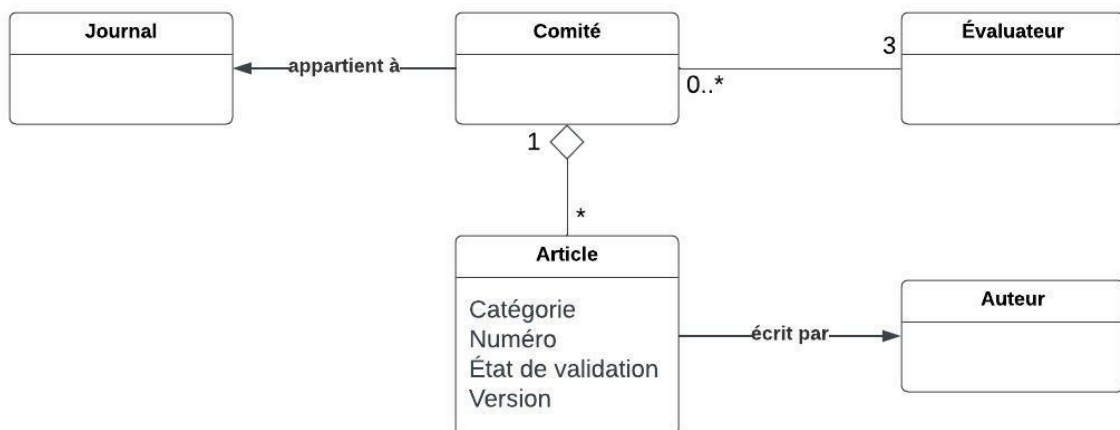 Journal
Comité
Évaluateur
appartient à
3
0..*
1
*
Article
Catégorie
Numéro
État de validation
Version
écrit par
Auteur